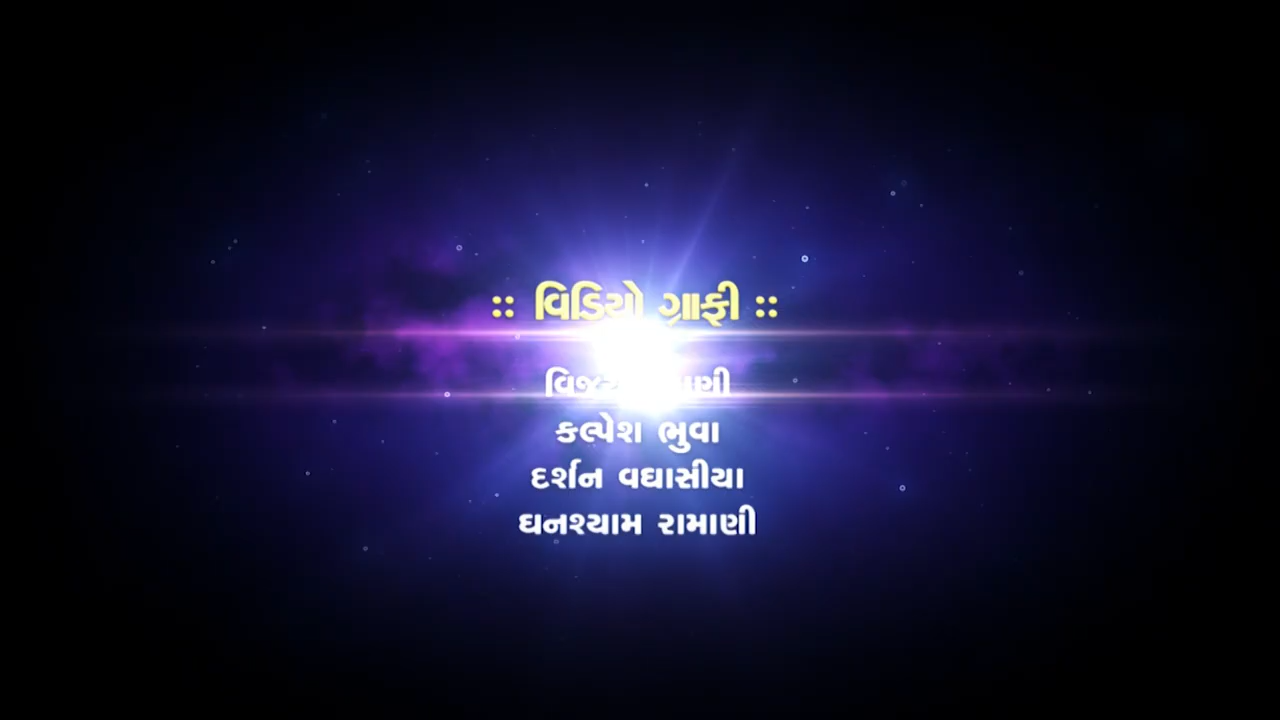 :: વિડિયો ગ્રાફી ::
કલ્પેશ ભુવા
દર્શન વઘાસીયા
ઘનશ્યામ રામાણી